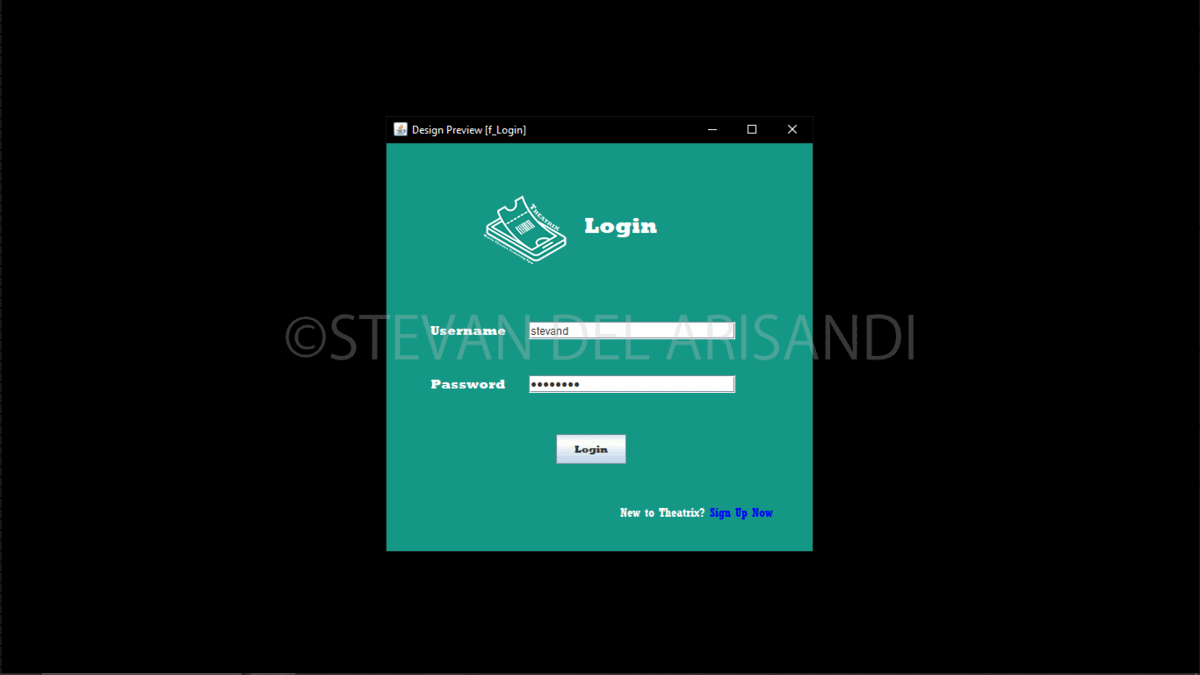 Design Preview [f_Login]
THEATRIX
Login
©STEVAN DEL ARISANDI
Username stevand
Password ••••••••
Login
New to Theatrix? Sign Up Now